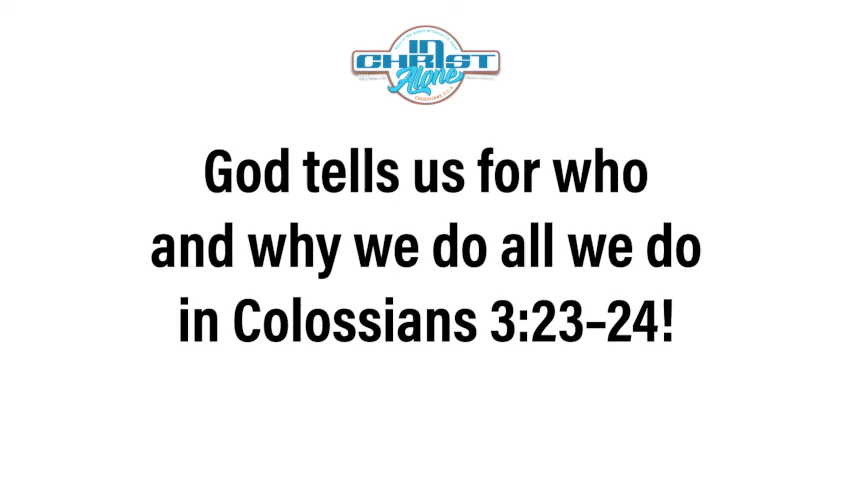 IN
CHRIST
Alone
COLOSSIANS
God tells us for who
and why we do all we do
in Colossians 3:23–24!